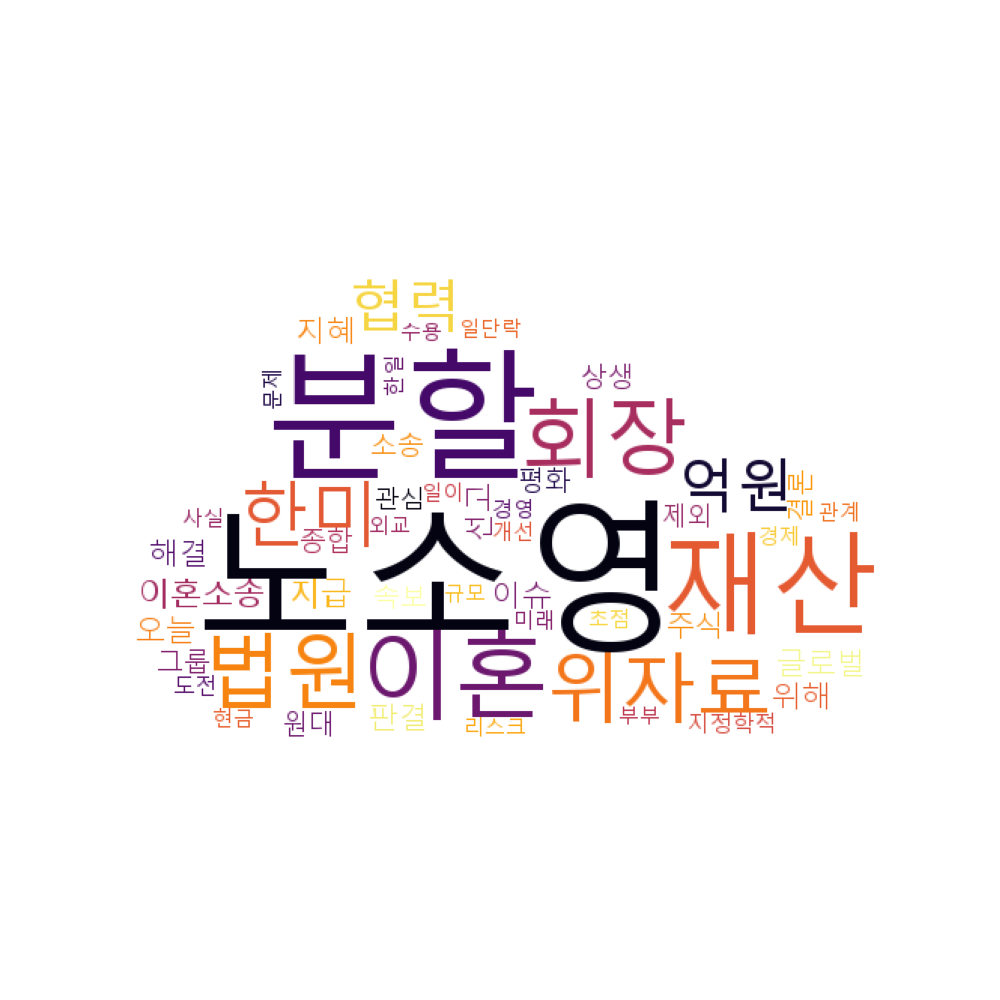 협력
지혜
수용
일단락
분할
한일
문제
상생
회장
소송
억원
한미
관심
일이
선고
평화
경영
결론
사실
종합
외교
개선
제외
관계
경제
노소영
재산
해결
이혼소송
지급
속보
규모
이슈
미래
초점
주식
오늘
법원
이혼
위자료
글로벌
그룹
도전
위해
현금
원대
판결
리스크
부부
지정학적